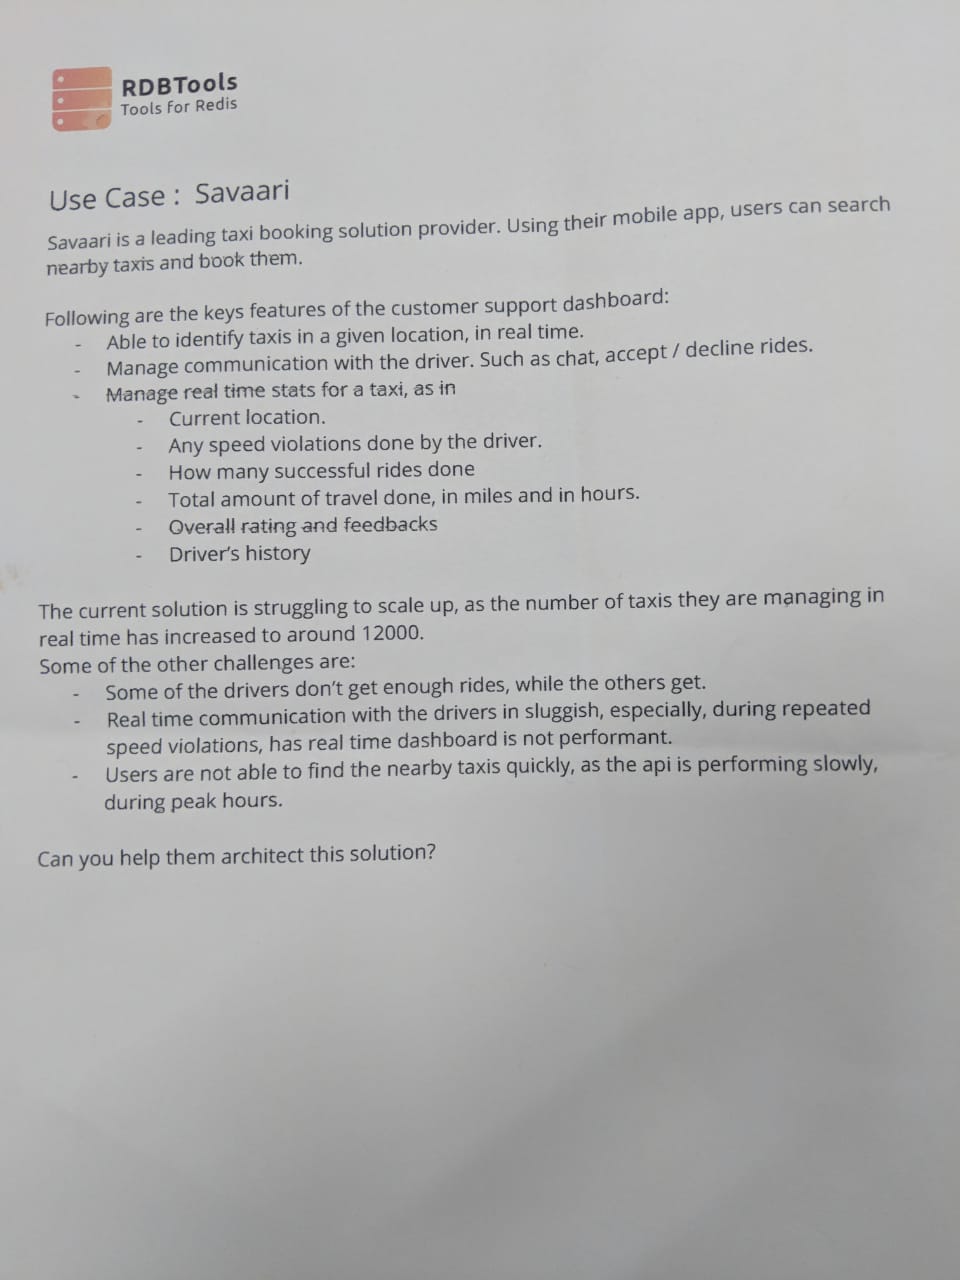 RDBTools
Tools for Redis
Use Case : Savaari
Savaari is a leading taxi booking solution provider. Using their mobile app, users can search
nearby taxis and book them.
Following are the keys features of the customer support dashboard:
- Able to identify taxis in a given location, in real time.
- Manage communication with the driver. Such as chat, accept / decline rides.
- Manage real time stats for a taxi, as in
- Current location.
- Any speed violations done by the driver.
- How many successful rides done
- Total amount of travel done, in miles and in hours.
- Overall rating and feedbacks
- Driver's history
The current solution is struggling to scale up, as the number of taxis they are managing in
real time has increased to around 12000.
Some of the other challenges are:
- Some of the drivers don't get enough rides, while the others get.
- Real time communication with the drivers in sluggish, especially, during repeated
speed violations, has real time dashboard is not performant.
- Users are not able to find the nearby taxis quickly, as the api is performing slowly,
during peak hours.
Can you help them architect this solution?